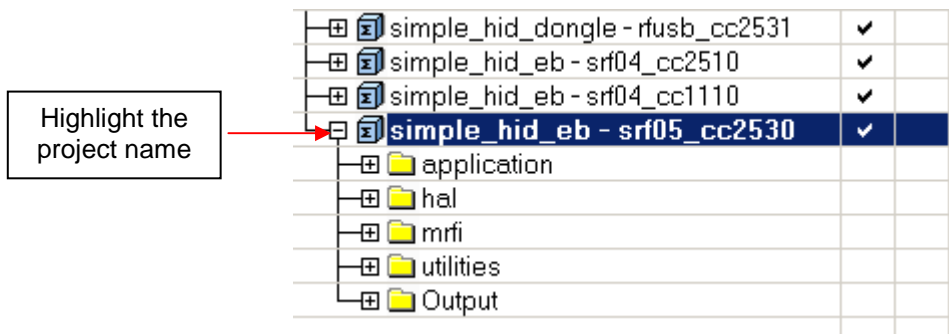 simple_hid_dongle - rfusb_cc2531
simple_hid_eb - srf04_cc2510
simple_hid_eb - srf04_cc1110
Highlight the
project name
simple_hid_eb - srf05_cc2530
application
hal
mrfi
utilities
Output